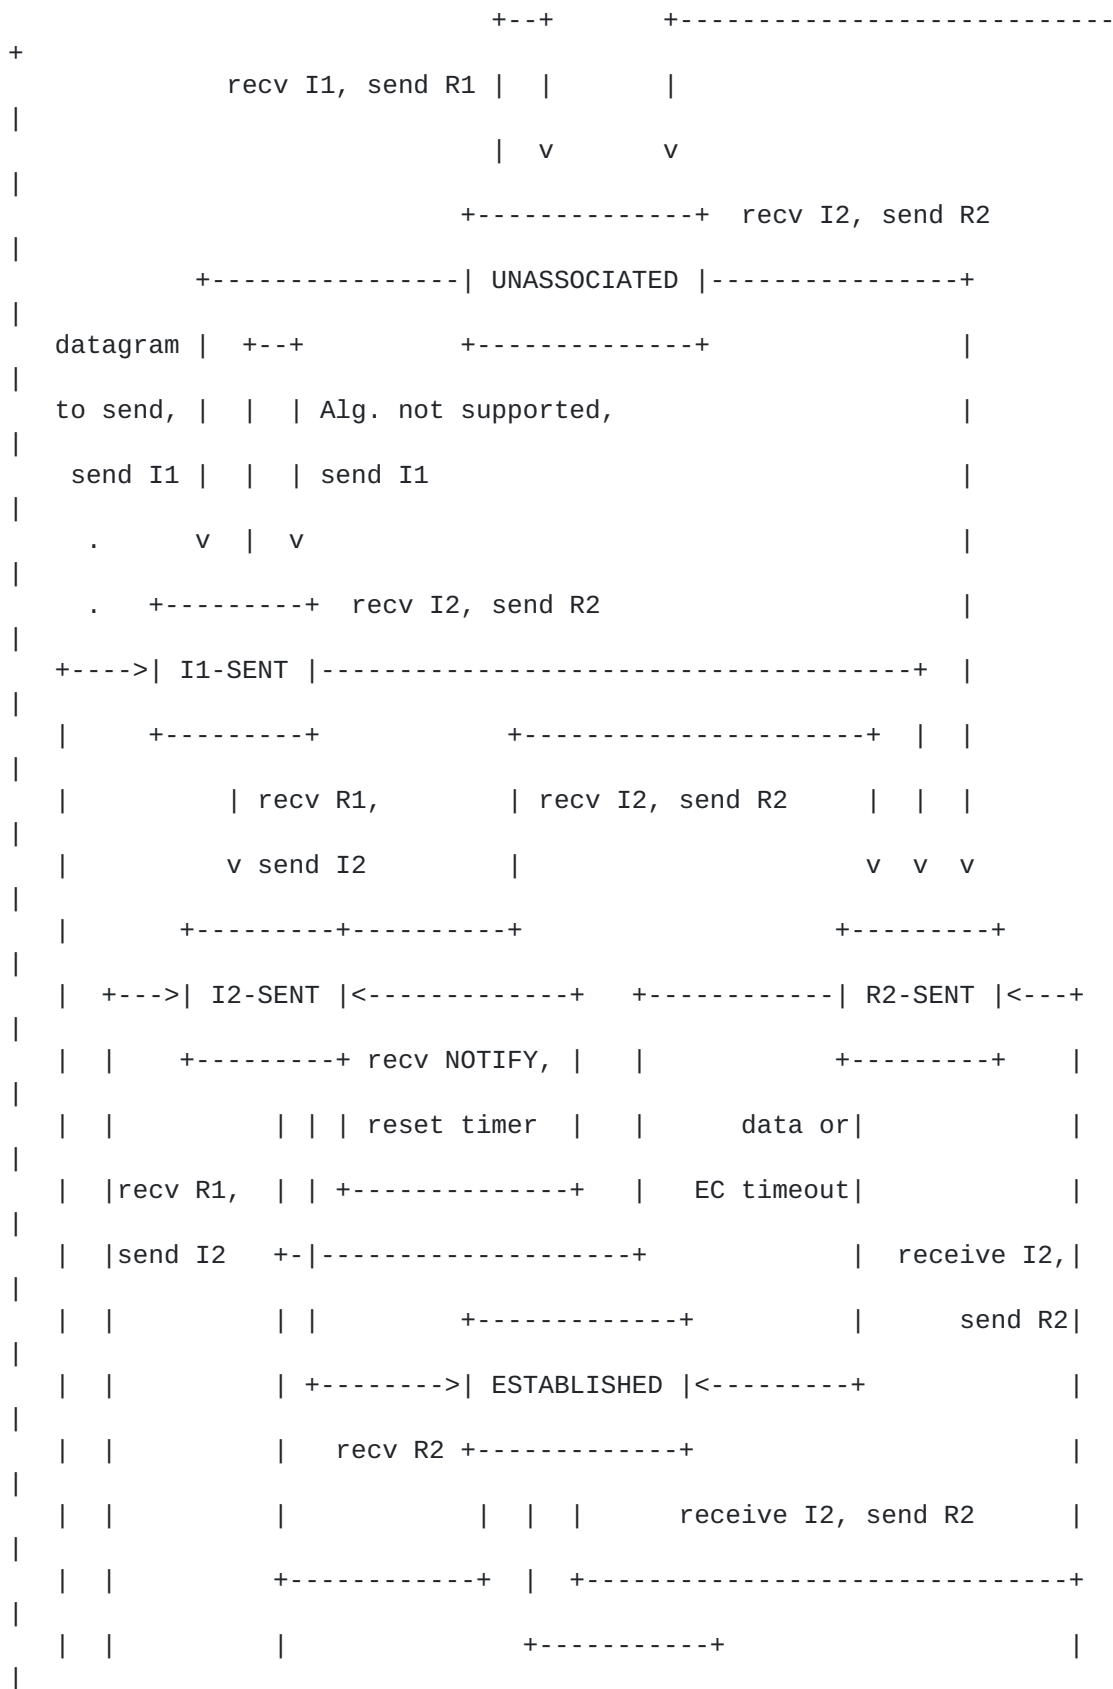 +--+       +----------------------------
+
              recv I1, send R1 |  |       |
|
                               |  v       v
|
                             +--------------+  recv I2, send R2
|
            +----------------| UNASSOCIATED |----------------+
|
   datagram |  +--+          +--------------+                |
|
   to send, |  |  | Alg. not supported,                      |
|
    send I1 |  |  | send I1                                  |
|
     .      v  |  v                                          |
|
     .   +---------+  recv I2, send R2                       |
|
   +---->| I1-SENT |--------------------------------------+  |
|
   |     +---------+            +----------------------+  |  |
|
   |          | recv R1,        | recv I2, send R2     |  |  |
|
   |          v send I2         |                      v  v  v
|
   |       +---------+----------+                    +---------+
|
   |  +--->| I2-SENT |<-------------+   +------------| R2-SENT |<---+
|
   |  |    +---------+ recv NOTIFY, |   |            +---------+    |
|
   |  |          | | | reset timer  |   |      data or|             |
|
   |  |recv R1,  | | +--------------+   |   EC timeout|             |
|
   |  |send I2   +-|--------------------+             |  receive I2,|
|
   |  |          | |         +-------------+          |      send R2|
|
   |  |          | +-------->| ESTABLISHED |<---------+             |
|
   |  |          |   recv R2 +-------------+                        |
|
   |  |          |            |  |  |      receive I2, send R2      |
|
   |  |          +------------+  |  +-------------------------------+
|
   |  |          |               +-----------+                      |
|